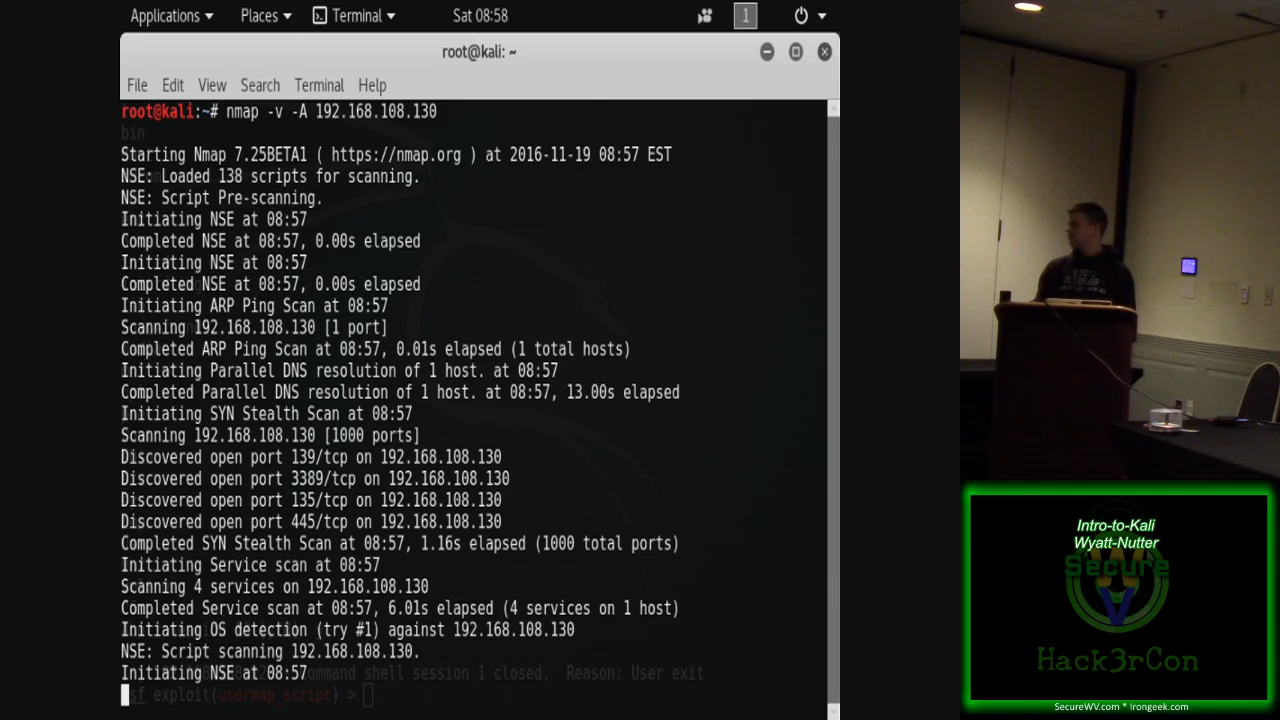 Applications Places Terminal Sat 08:58 1
root@kali: ~
File Edit View Search Terminal Help
root@kali:~# nmap -v -A 192.168.108.130
bin
Starting Nmap 7.25BETA1 ( https://nmap.org ) at 2016-11-19 08:57 EST
NSE: Loaded 138 scripts for scanning.
NSE: Script Pre-scanning.
Initiating NSE at 08:57
Completed NSE at 08:57, 0.00s elapsed
Initiating NSE at 08:57
Completed NSE at 08:57, 0.00s elapsed
Initiating ARP Ping Scan at 08:57
Scanning 192.168.108.130 [1 port]
Completed ARP Ping Scan at 08:57, 0.01s elapsed (1 total hosts)
Initiating Parallel DNS resolution of 1 host. at 08:57
Completed Parallel DNS resolution of 1 host. at 08:57, 13.00s elapsed
Initiating SYN Stealth Scan at 08:57
Scanning 192.168.108.130 [1000 ports]
Discovered open port 139/tcp on 192.168.108.130
Discovered open port 3389/tcp on 192.168.108.130
Discovered open port 135/tcp on 192.168.108.130
Discovered open port 445/tcp on 192.168.108.130
Completed SYN Stealth Scan at 08:57, 1.16s elapsed (1000 total ports)
Initiating Service scan at 08:57
Scanning 4 services on 192.168.108.130
Completed Service scan at 08:57, 6.01s elapsed (4 services on 1 host)
Initiating OS detection (try #1) against 192.168.108.130
NSE: Script scanning 192.168.108.130.
Initiating NSE at 08:57 ommand shell session 1 closed. Reason: User exit
sf exploit(usermap_script) >
Intro-to-Kali
Wyatt-Nutter
Secure
W
V
Hack3rCon
SecureWV.com * irongeek.com